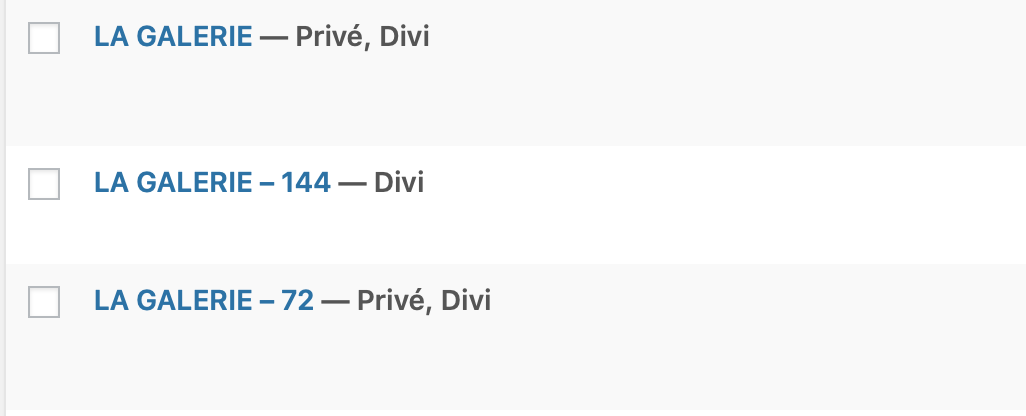 LA GALERIE — Privé, Divi
LA GALERIE – 144 — Divi
LA GALERIE – 72 — Privé, Divi